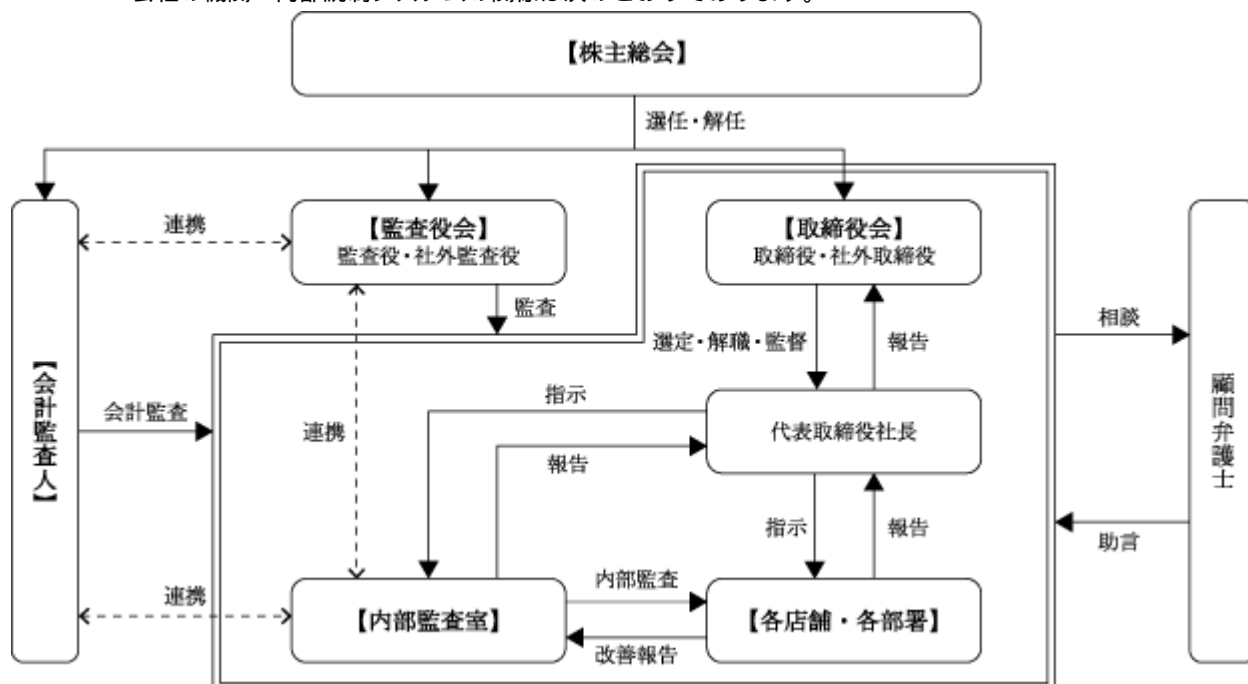 【株主総会】
選任・解任
連携
【監査役会】
監査役・社外監査役
【取締役会】
取締役・社外取締役
監査
選定・解職・監督
報告
相談
【会計監査人】
会計監査
連携
指示
報告
代表取締役社長
顧問弁護士
指示
報告
助言
連携
【内部監査室】
内部監査
改善報告
【各店舗・各部署】